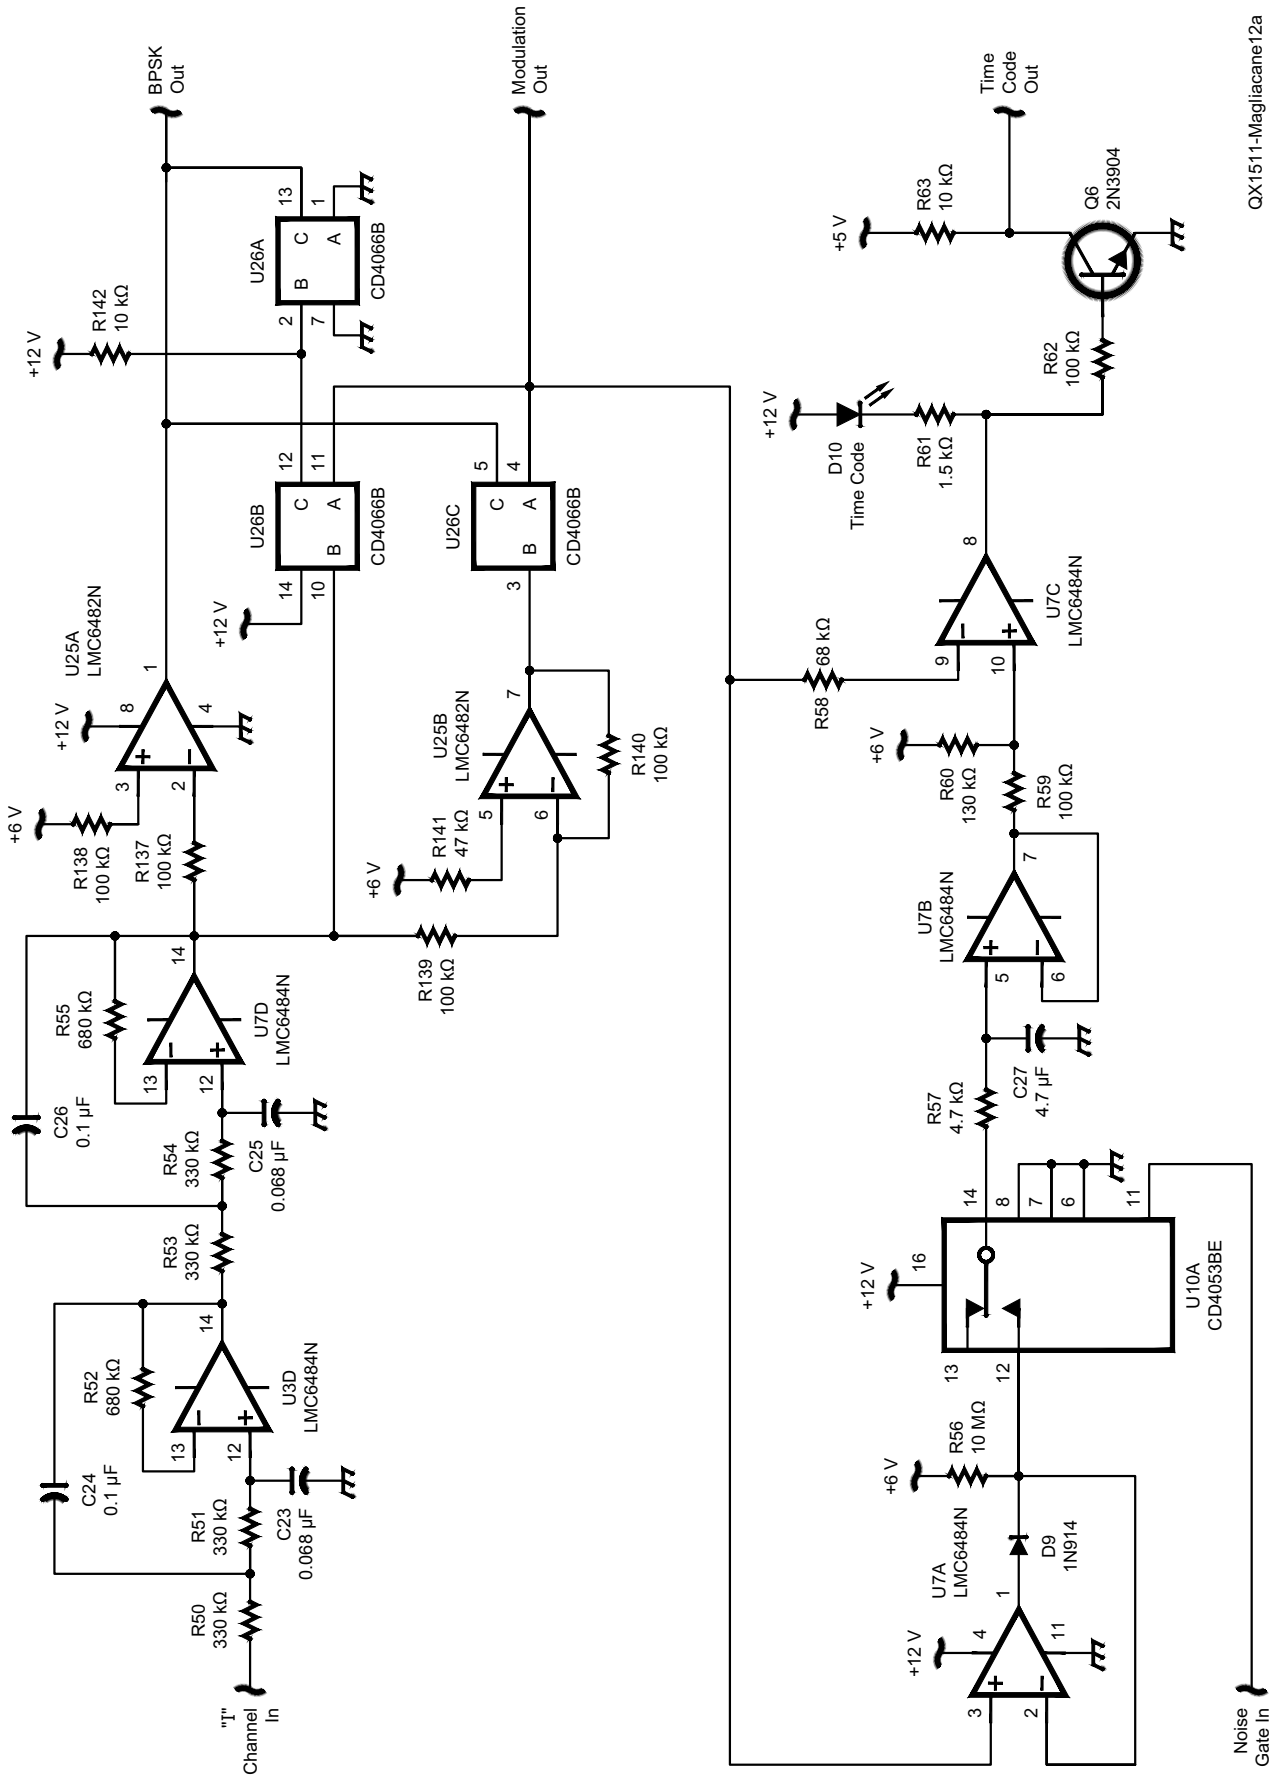 "I"
Channel
In
R50
330 kΩ
C24
0.1 µF
R51
330 kΩ
C23
0.068 µF
R52
680 kΩ
13
12
14
U3D
LMC6484N
R53
330 kΩ
C26
0.1 µF
R54
330 kΩ
C25
0.068 µF
R55
680 kΩ
13
12
14
U7D
LMC6484N
+6 V
R138
100 kΩ
R137
100 kΩ
3
2
+12 V
8
4
1
U25A
LMC6482N
R139
100 kΩ
+6 V
R141
47 kΩ
5
6
7
U25B
LMC6482N
R140
100 kΩ
+12 V
14
10
U26B
C
B
A
CD4066B
12
11
3
U26C
C
B
A
CD4066B
5
4
+12 V
R142
10 kΩ
2
7
U26A
B
C
A
CD4066B
13
1
BPSK
Out
Modulation
Out
3
2
+12 V
4
11
1
U7A
LMC6484N
D9
1N914
+6 V
R56
10 MΩ
13
12
+12 V
16
U10A
CD4053BE
14
8
7
6
11
Noise
Gate In
R57
4.7 kΩ
C27
4.7 µF
5
6
7
U7B
LMC6484N
R59
100 kΩ
+6 V
R60
130 kΩ
R58
68 kΩ
9
10
8
U7C
LMC6484N
+12 V
D10
Time Code
R61
1.5 kΩ
R62
100 kΩ
+5 V
R63
10 kΩ
Q6
2N3904
Time
Code
Out
QX1511-Magliacane12a